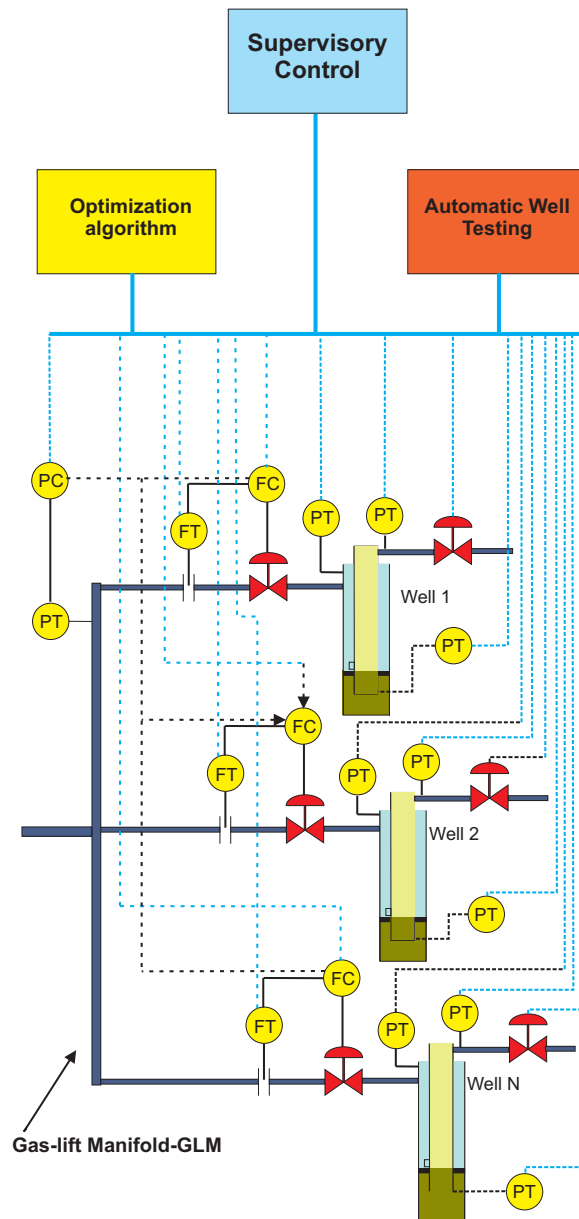 Supervisory
Control
Optimization
algorithm
Automatic Well
Testing
PC
FC
FT
PT
PT
PT
Well 1
PT
FC
FT
PT
PT
Well 2
PT
FC
FT
PT
PT
Well N
Gas-lift Manifold-GLM
PT